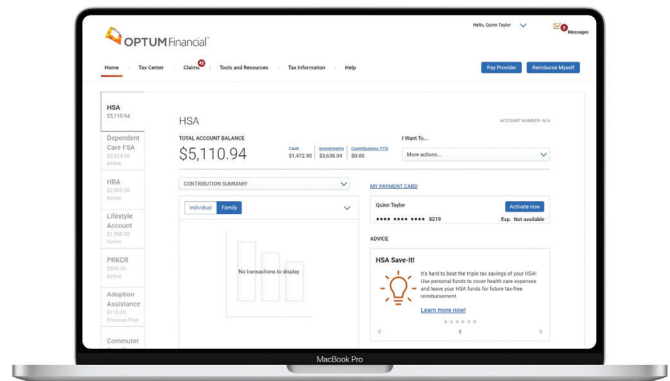 Hello, Quinn Taylor
Messages
OPTUM Financial
Home
Tax Center
Claims
Tools and Resources
Tax Information
Help
Pay Provider
Reimburse Myself
HSA
$5,110.94
Dependent
Care FSA
Active
HRA
Active
Lifestyle
Account
Active
PRKCR
Active
Adoption
Assistance
Previous Plan
Commuter
HSA
ACCOUNT NUMBER: N/A
TOTAL ACCOUNT BALANCE
$5,110.94
Cash
$1,472.90
Investments
$3,638.04
Contributions YTD
$0.00
I Want To...
More actions...
CONTRIBUTION SUMMARY
Individual
Family
No transactions to display
MY PAYMENT CARD
Quinn Taylor
Activate now
•••• •••• •••• 8219
Exp. Not available
ADVICE
HSA Save-It!
It's hard to beat the triple tax savings of your HSA!
Use personal funds to cover health care expenses
and leave your HSA funds for future tax-free
reimbursement.
Learn more now!
MacBook Pro